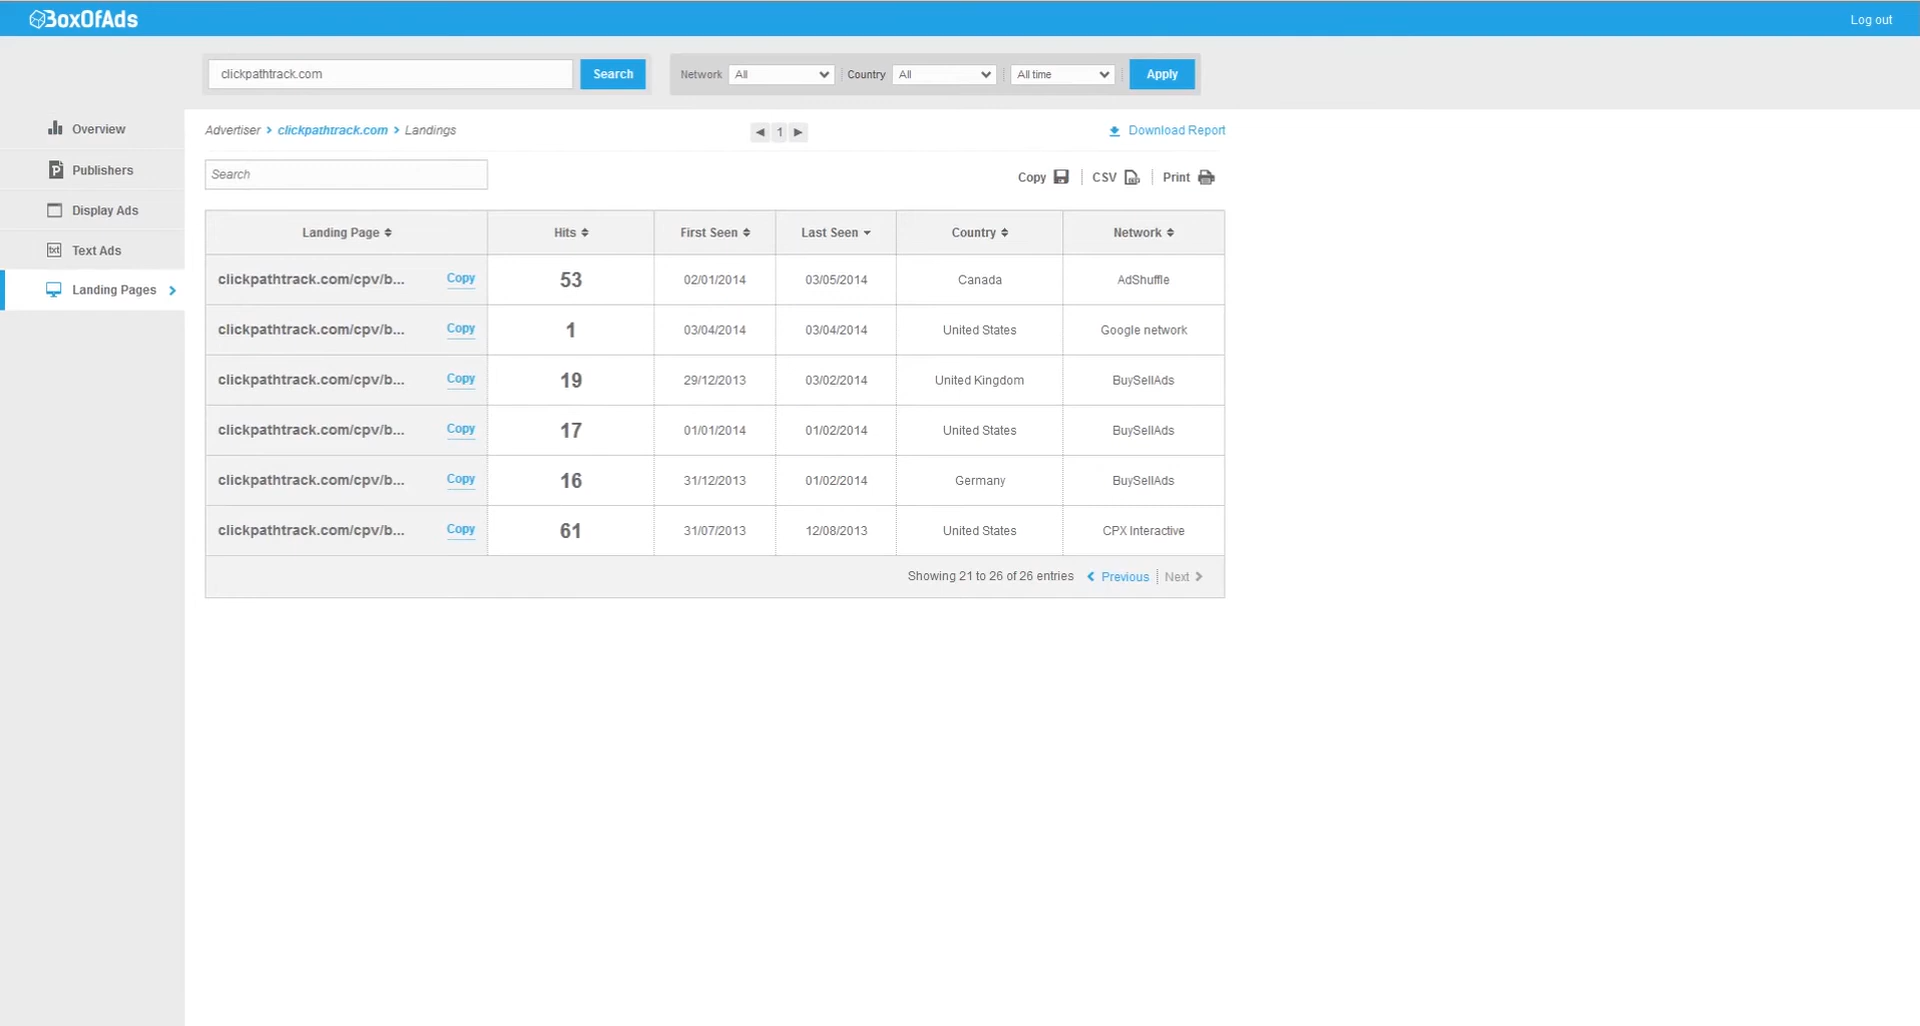 BoxOfAds
Log out
clickpathtrack.com
Search
Network All
Country All
All time
Apply
Overview
Publishers
Display Ads
Text Ads
Landing Pages
Advertiser > clickpathtrack.com > Landings
◀ 1 ▶
Download Report
Search
Copy
CSV
Print
Landing Page Hits First Seen Last Seen Country Network
clickpathtrack.com/cpv/b... Copy 53 02/01/2014 03/05/2014 Canada AdShuffle
clickpathtrack.com/cpv/b... Copy 1 03/04/2014 03/04/2014 United States Google network
clickpathtrack.com/cpv/b... Copy 19 29/12/2013 03/02/2014 United Kingdom BuySellAds
clickpathtrack.com/cpv/b... Copy 17 01/01/2014 01/02/2014 United States BuySellAds
clickpathtrack.com/cpv/b... Copy 16 31/12/2013 01/02/2014 Germany BuySellAds
clickpathtrack.com/cpv/b... Copy 61 31/07/2013 12/08/2013 United States CPX Interactive
Showing 21 to 26 of 26 entries Previous Next